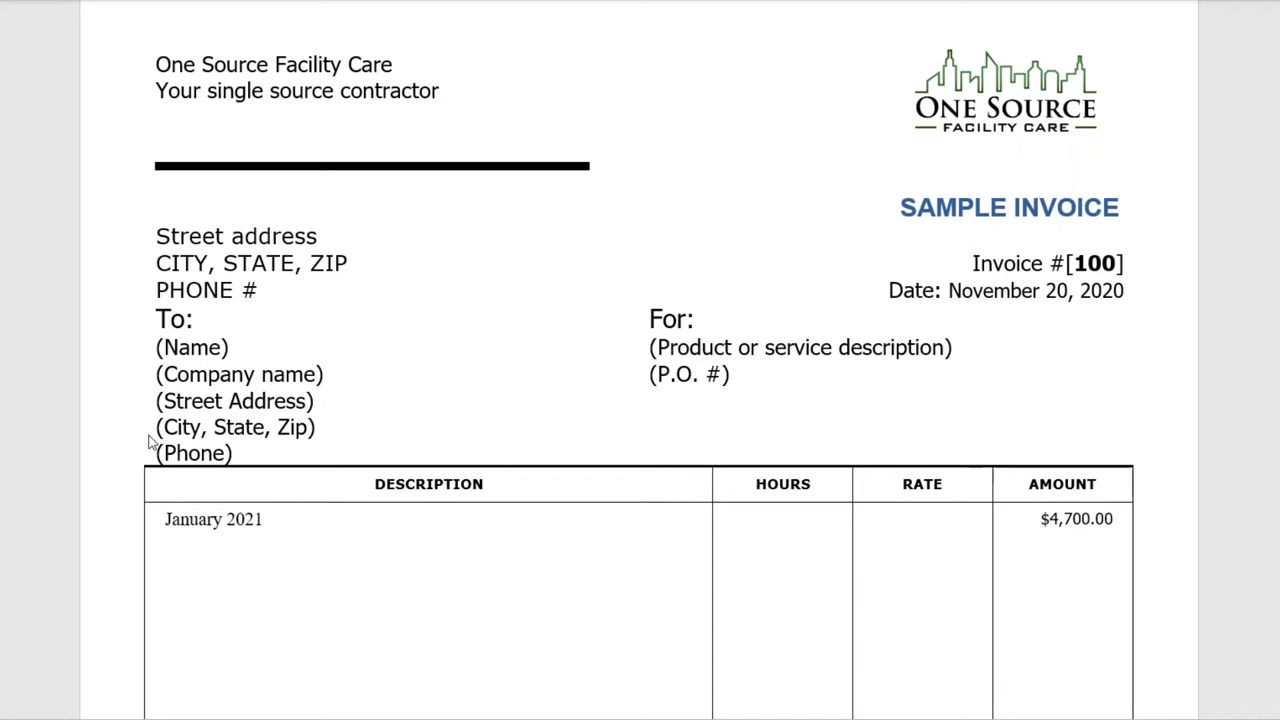 One Source Facility Care
Your single source contractor
ONE SOURCE
FACILITY CARE
SAMPLE INVOICE
Street address
CITY, STATE, ZIP
PHONE #
Invoice #[100]
Date: November 20, 2020
To:
(Name)
(Company name)
(Street Address)
(City, State, Zip)
(Phone)
For:
(Product or service description)
(P.O. #)
DESCRIPTION HOURS RATE AMOUNT
January 2021 $4,700.00